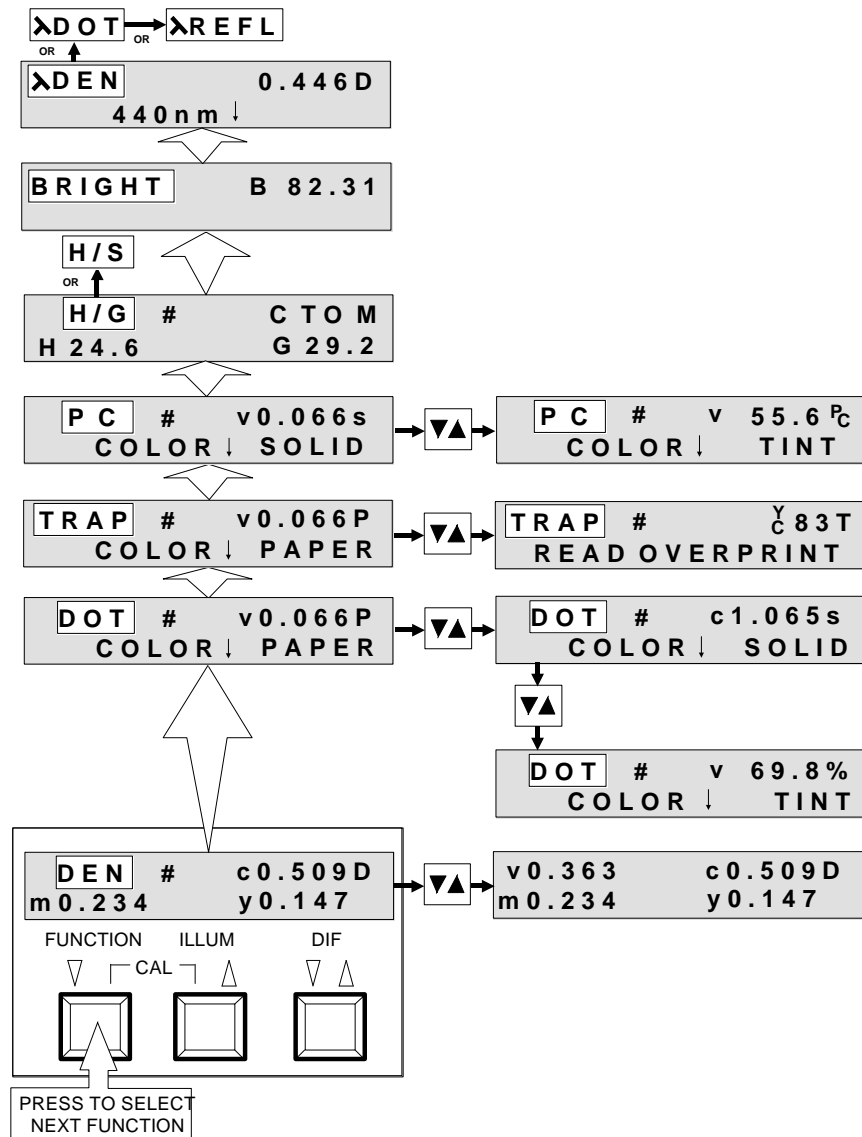 λDOT OR λREFL
OR
λDEN 0.446D
440nm ↓
BRIGHT B 82.31
H/S
OR
H/G # C TO M
H 24.6 G 29.2
PC # v0.066s ▼▲ PC # v 55.6 PC
COLOR ↓ SOLID COLOR ↓ TINT
TRAP # v0.066P ▼▲ TRAP # YC 83T
COLOR ↓ PAPER READ OVERPRINT
DOT # v0.066P ▼▲ DOT # c1.065s
COLOR ↓ PAPER COLOR ↓ SOLID
▼▲
DOT # v 69.8%
COLOR ↓ TINT
DEN # c0.509D ▼▲ v0.363 c0.509D
m0.234 y0.147 m0.234 y0.147
FUNCTION ILLUM DIF
CAL
PRESS TO SELECT
NEXT FUNCTION